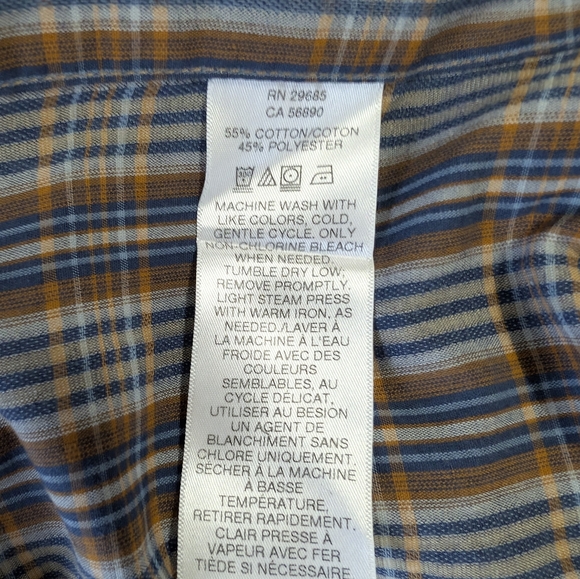 RN 29685
CA 56890
55% COTTON/COTON
45% POLYESTER
MACHINE WASH WITH
LIKE COLORS, COLD,
GENTLE CYCLE. ONLY
NON-CHLORINE BLEACH
WHEN NEEDED.
TUMBLE DRY LOW;
REMOVE PROMPTLY.
LIGHT STEAM PRESS
WITH WARM IRON, AS
NEEDED./LAVER À
LA MACHINE À L'EAU
FROIDE AVEC DES
COULEURS
SEMBLABLES, AU
CYCLE DÉLICAT.
UTILISER AU BESION
UN AGENT DE
BLANCHIMENT SANS
CHLORE UNIQUEMENT.
SÉCHER À LA MACHINE
À BASSE
TEMPÉRATURE.
RETIRER RAPIDEMENT.
CLAIR PRESSE À
VAPEUR AVEC FER
TIÈDE SI NÉCESSAIRE